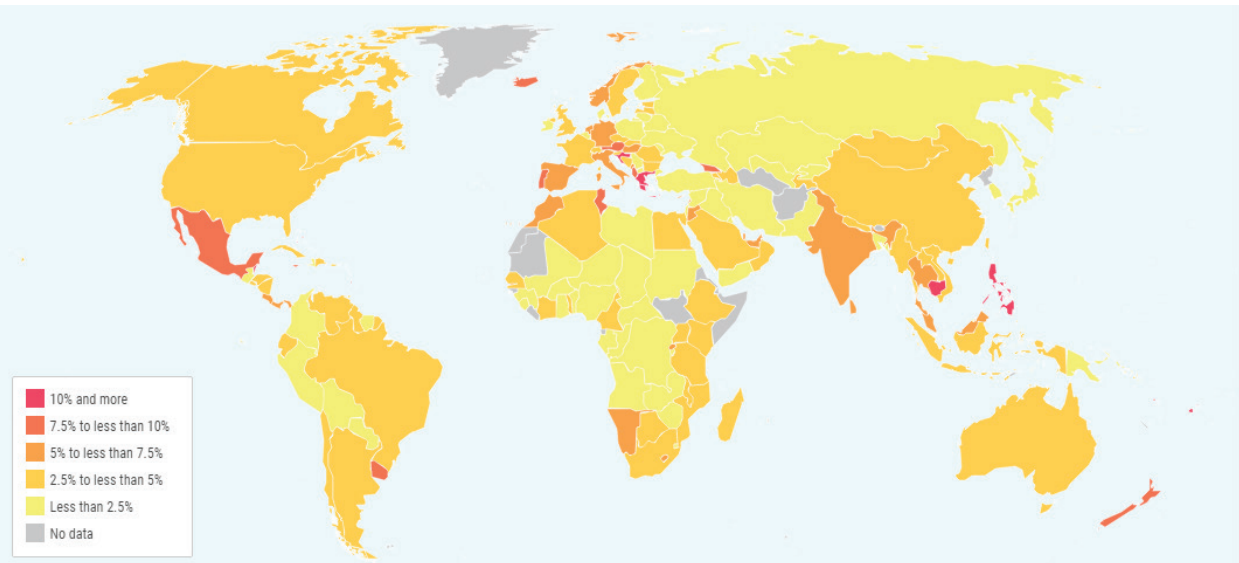 10% and more
7.5% to less than 10%
5% to less than 7.5%
2.5% to less than 5%
Less than 2.5%
No data